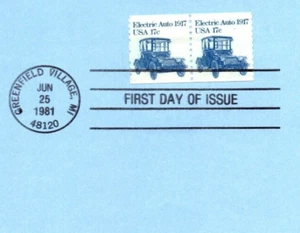 Electric Auto 1917
USA 17c
Electric Auto 1917
USA 17c
GREENFIELD VILLAGE, MI
JUN
25
1981
48120
FIRST DAY OF ISSUE